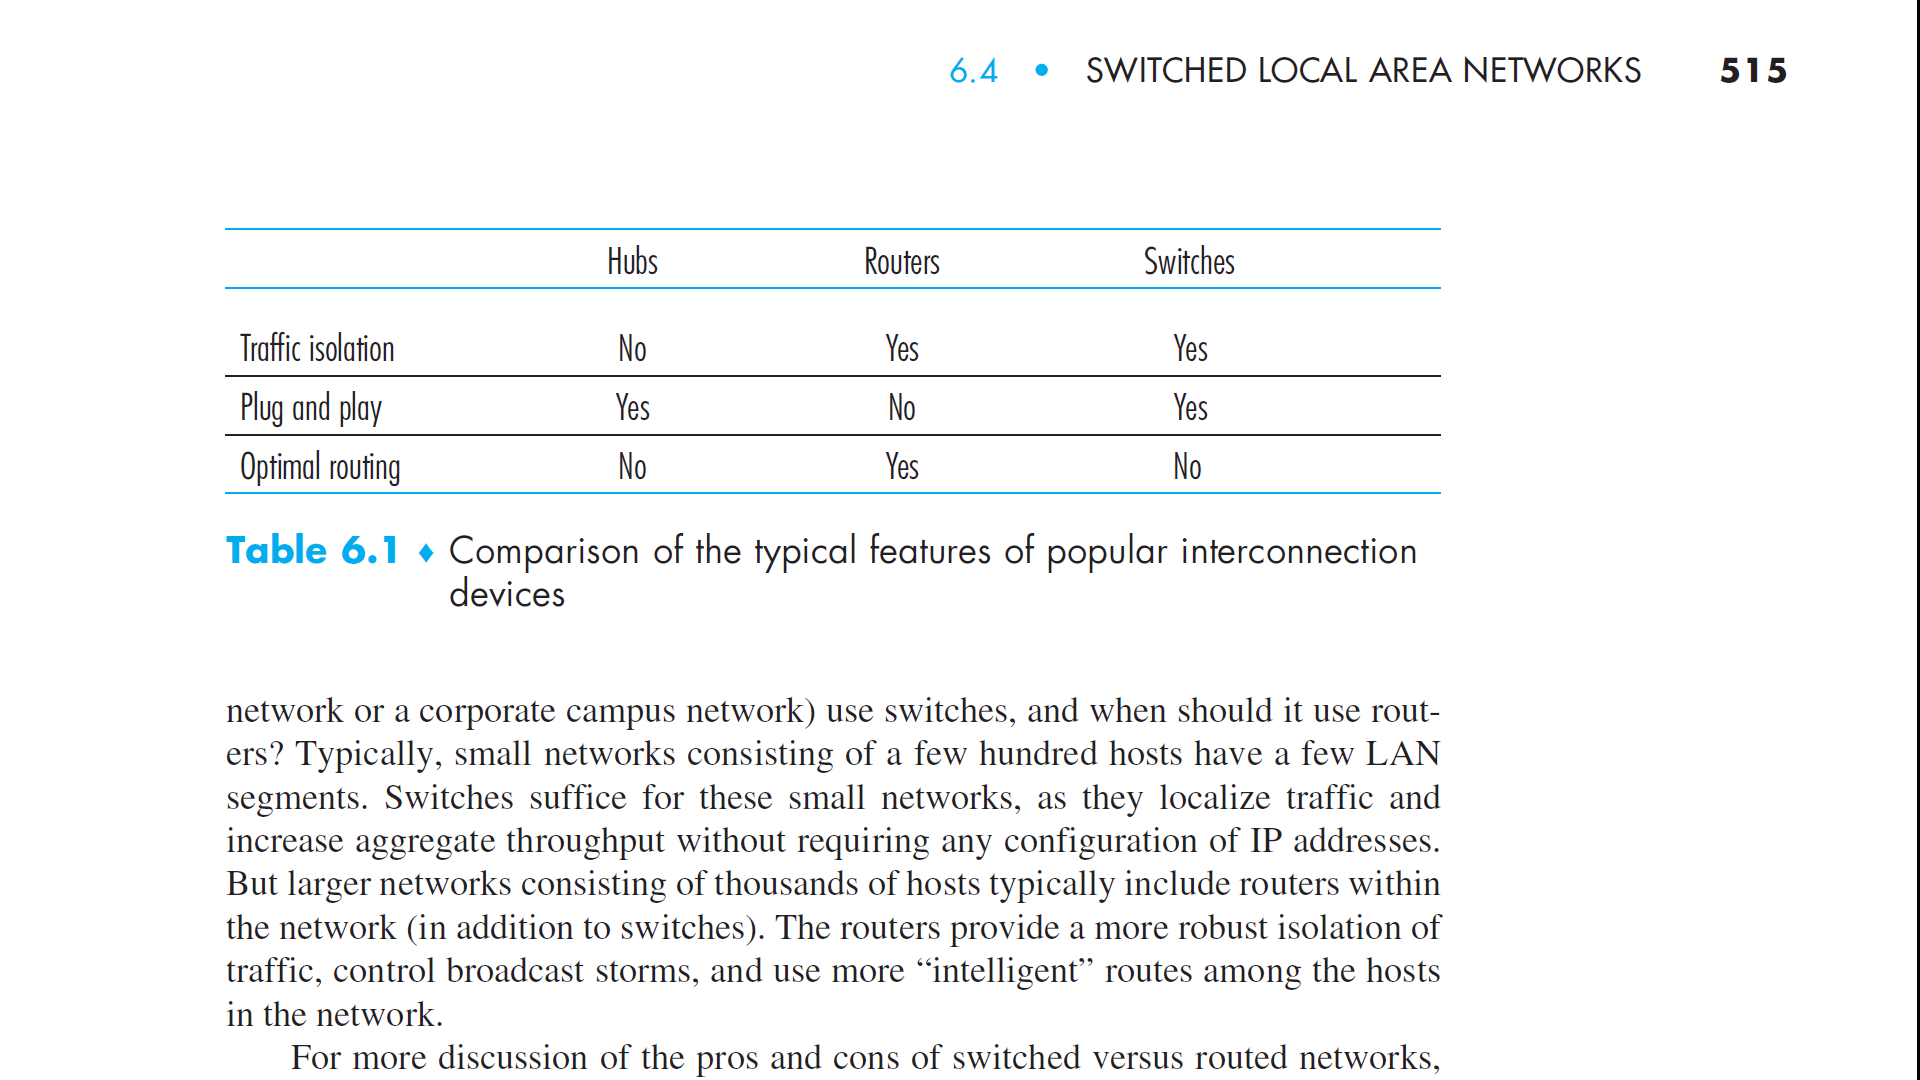 6.4 • SWITCHED LOCAL AREA NETWORKS 515
Hubs Routers Switches
Traffic isolation No Yes Yes
Plug and play Yes No Yes
Optimal routing No Yes No
Table 6.1 ♦ Comparison of the typical features of popular interconnection
devices
network or a corporate campus network) use switches, and when should it use rout-
ers? Typically, small networks consisting of a few hundred hosts have a few LAN
segments. Switches suffice for these small networks, as they localize traffic and
increase aggregate throughput without requiring any configuration of IP addresses.
But larger networks consisting of thousands of hosts typically include routers within
the network (in addition to switches). The routers provide a more robust isolation of
traffic, control broadcast storms, and use more “intelligent” routes among the hosts
in the network.
For more discussion of the pros and cons of switched versus routed networks,